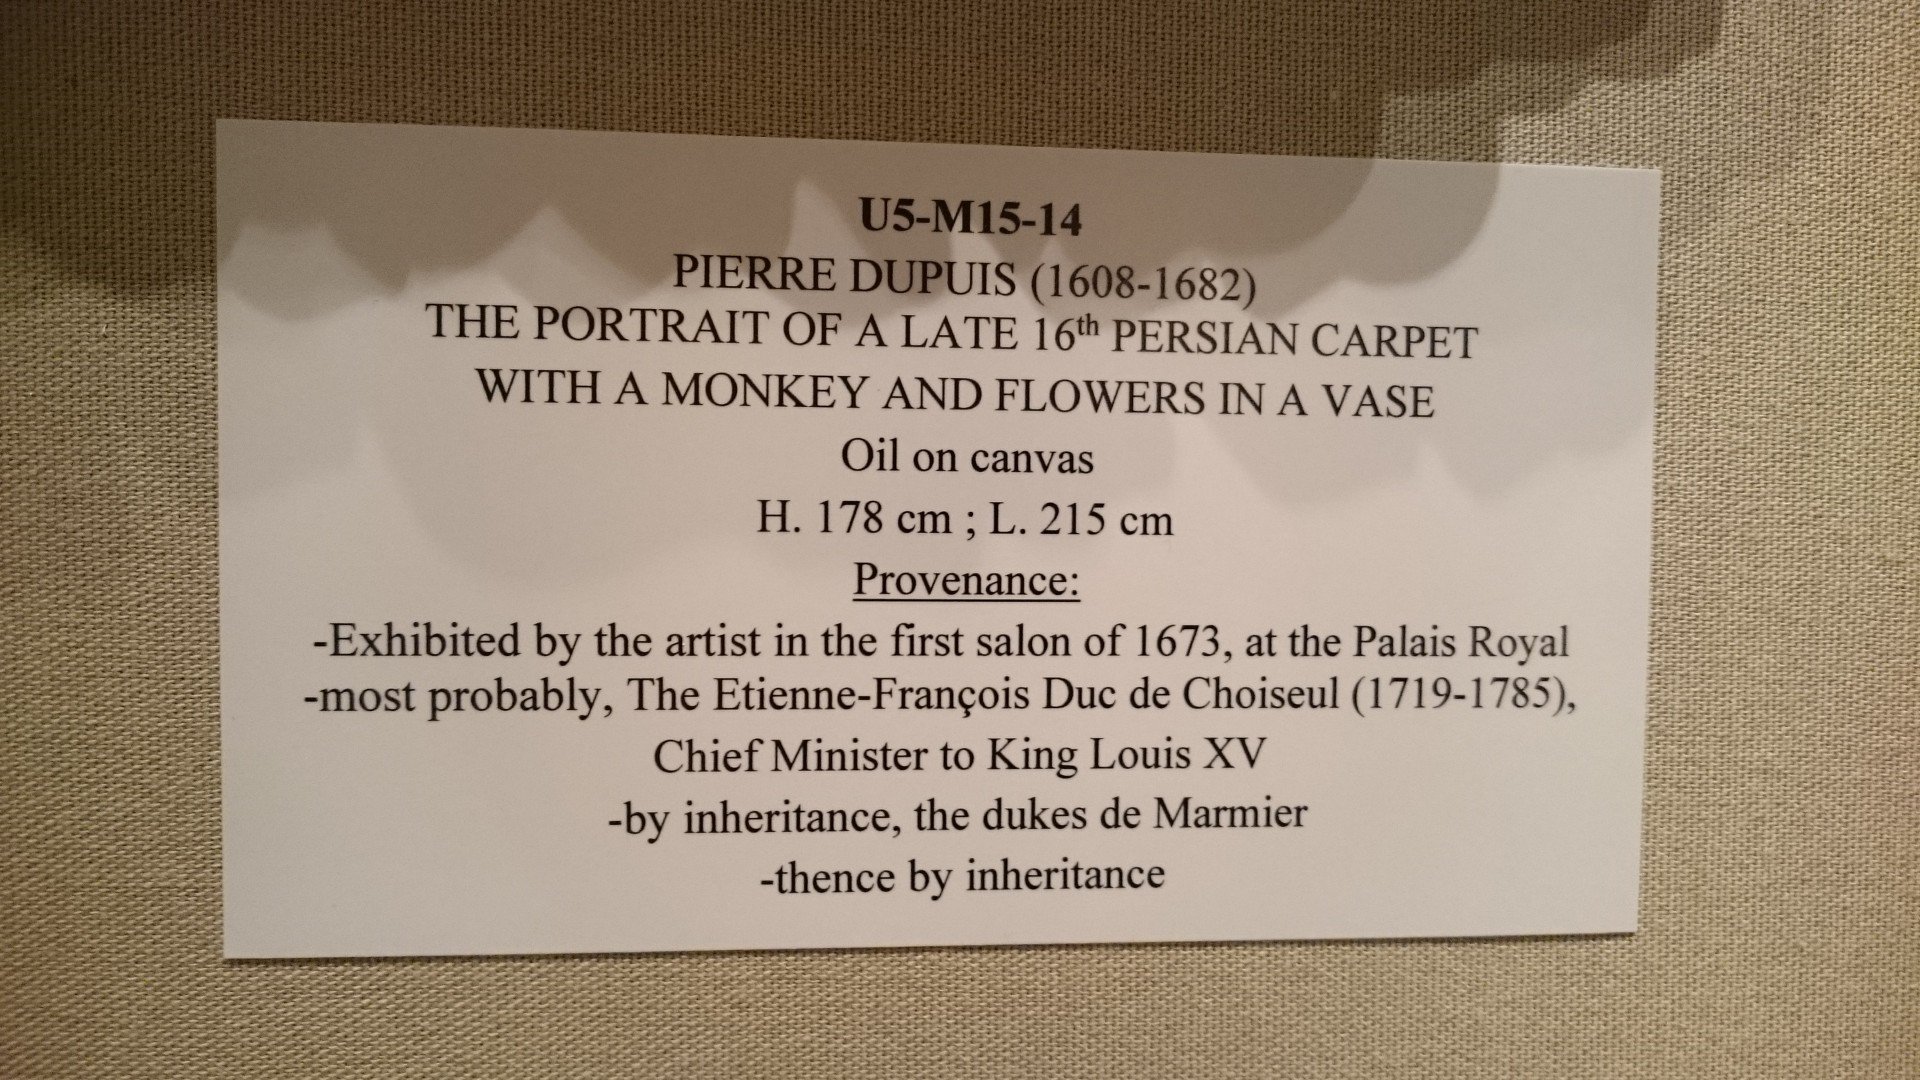 U5-M15-14
PIERRE DUPUIS (1608-1682)
THE PORTRAIT OF A LATE 16th PERSIAN CARPET
WITH A MONKEY AND FLOWERS IN A VASE
Oil on canvas
H. 178 cm ; L. 215 cm
Provenance:
-Exhibited by the artist in the first salon of 1673, at the Palais Royal
-most probably, The Etienne-François Duc de Choiseul (1719-1785),
Chief Minister to King Louis XV
-by inheritance, the dukes de Marmier
-thence by inheritance